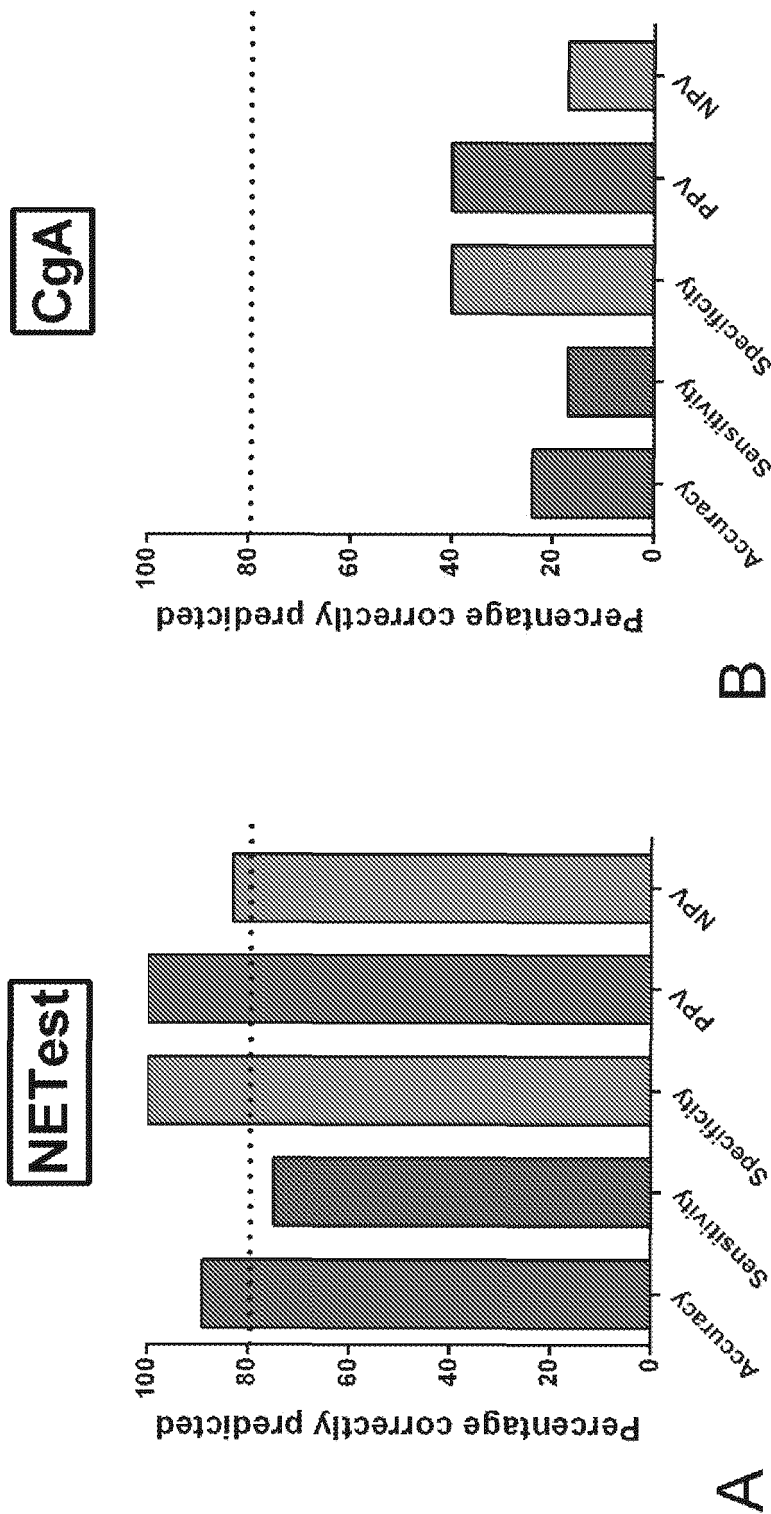 A
NETest
Percentage correctly predicted
100
80
60
40
20
0
Accuracy
Sensitivity
Specificity
PPV
NPV
B
CgA
Percentage correctly predicted
100
80
60
40
20
0
Accuracy
Sensitivity
Specificity
PPV
NPV